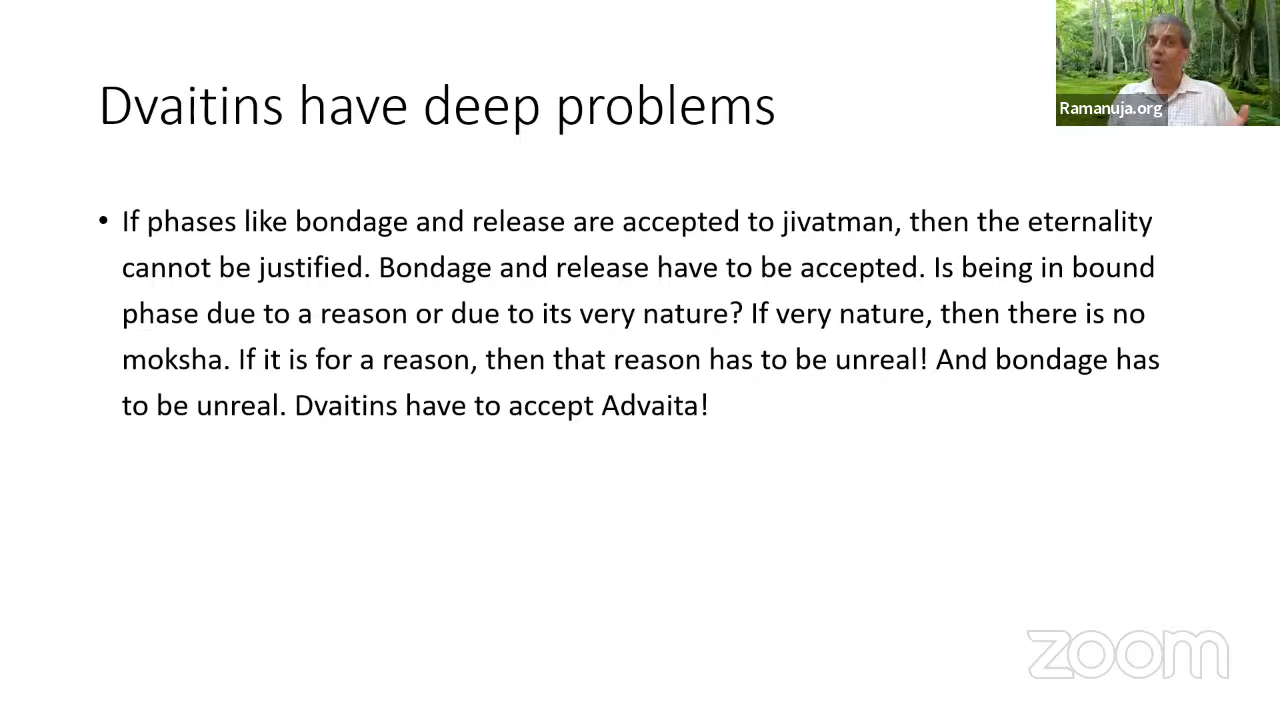 Ramanuja.org
Dvaitins have deep problems
• If phases like bondage and release are accepted to jivatman, then the eternality
cannot be justified. Bondage and release have to be accepted. Is being in bound
phase due to a reason or due to its very nature? If very nature, then there is no
moksha. If it is for a reason, then that reason has to be unreal! And bondage has
to be unreal. Dvaitins have to accept Advaita!
zoom